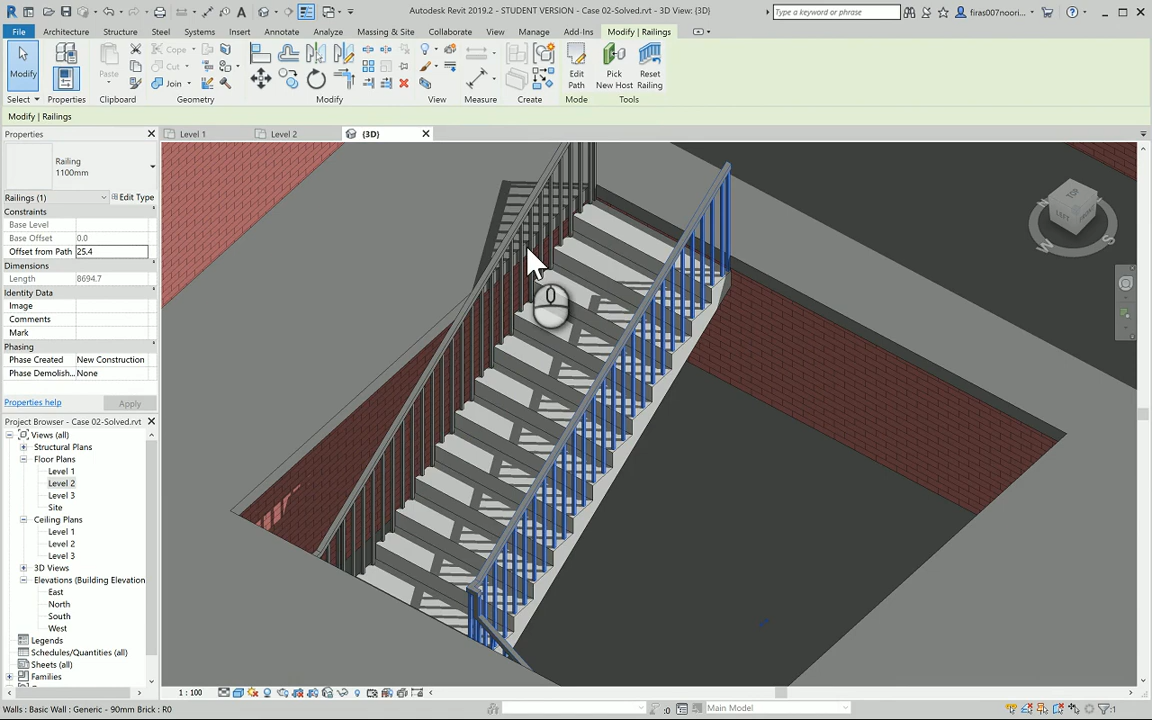 Autodesk Revit 2019.2 - STUDENT VERSION - Case 02-Solved.rvt - 3D View: {3D}
Type a keyword or phrase
firas007noori...
File Architecture Structure Steel Systems Insert Annotate Analyze Massing & Site Collaborate View Manage Add-Ins Modify | Railings
Modify
Paste
Cope
Cut
Join
Edit Path
Pick New Host
Reset Railing
Select Properties Clipboard Geometry Modify View Measure Create Mode Tools
Modify | Railings
Properties
Level 1
Level 2
{3D}
Railing
1100mm
Railings (1)
Edit Type
Constraints
Base Level
Base Offset 0.0
Offset from Path 25.4
Dimensions
Length 8694.7
Identity Data
Image
Comments
Mark
Phasing
Phase Created New Construction
Phase Demolish... None
Properties help
Apply
Project Browser - Case 02-Solved.rvt
Views (all)
Structural Plans
Floor Plans
Level 1
Level 2
Level 3
Site
Ceiling Plans
Level 1
Level 2
Level 3
3D Views
Elevations (Building Elevation
East
North
South
West
Legends
Schedules/Quantities (all)
Sheets (all)
Families
TOP
LEFT
W
S
1 : 100
Walls : Basic Wall : Generic - 90mm Brick : R0
:0
Main Model
:1